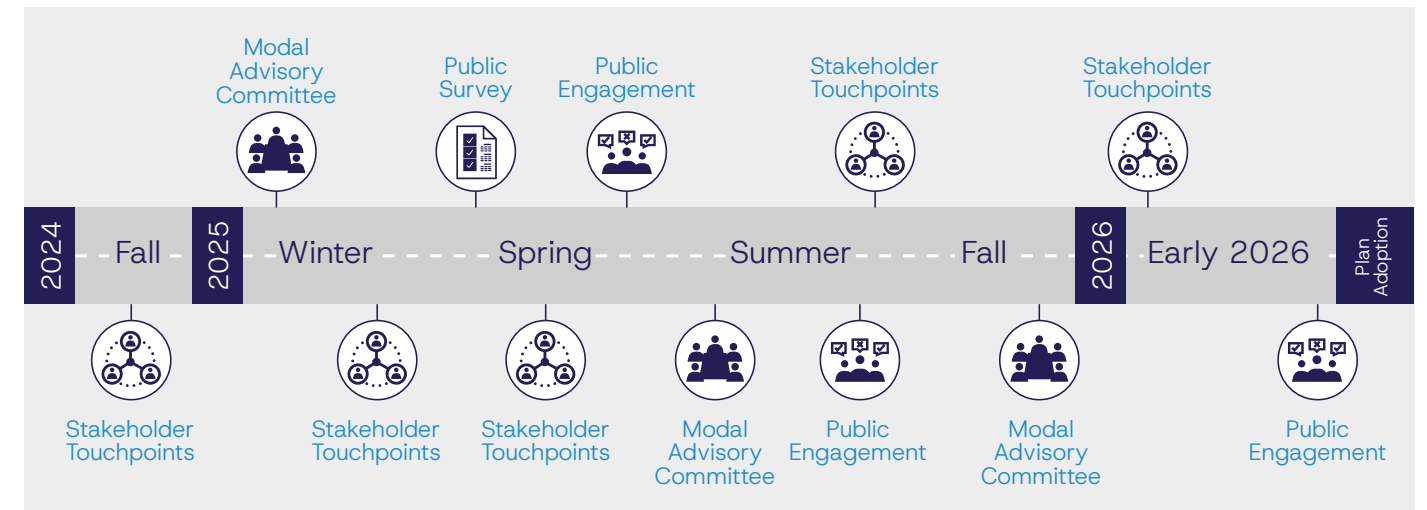 Modal
Advisory
Committee
Public
Survey
Public
Engagement
Stakeholder
Touchpoints
Stakeholder
Touchpoints
2024
Fall
2025
Winter
Spring
Summer
Fall
2026
Early 2026
Plan
Adoption
Stakeholder
Touchpoints
Stakeholder
Touchpoints
Stakeholder
Touchpoints
Modal
Advisory
Committee
Public
Engagement
Modal
Advisory
Committee
Public
Engagement